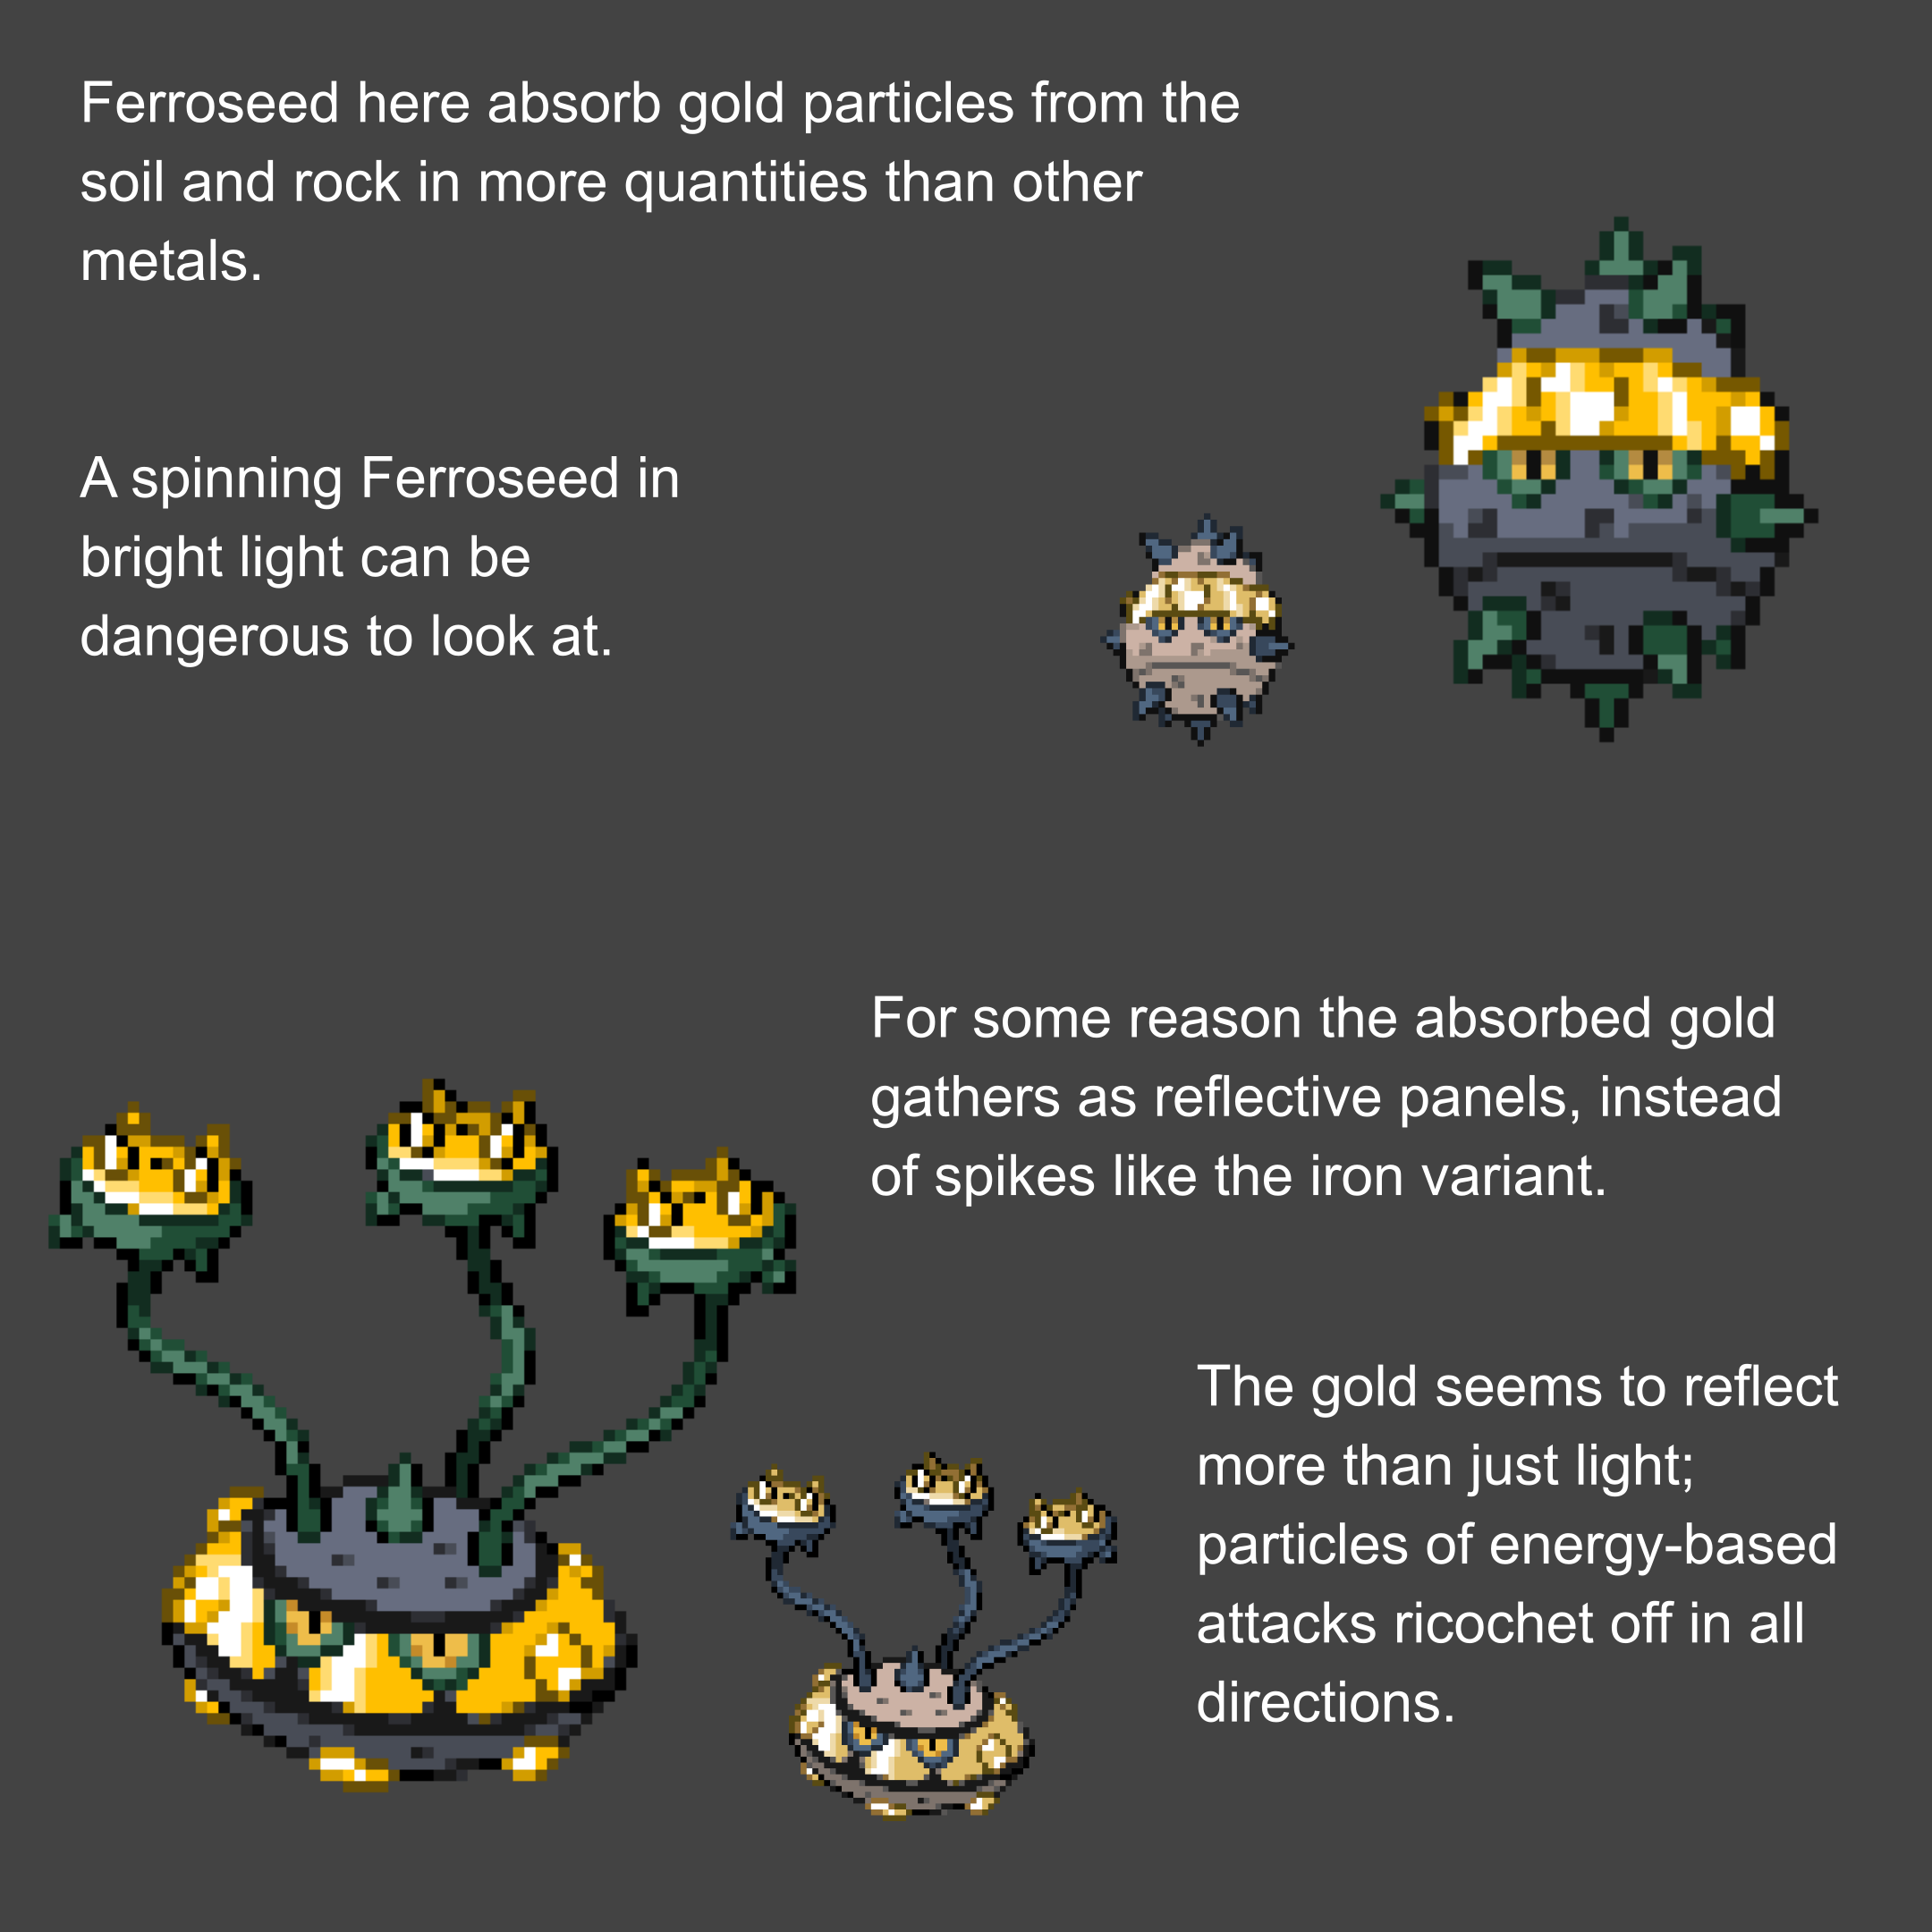 Ferroseed here absorb gold particles from the
soil and rock in more quantities than other
metals.
A spinning Ferroseed in
bright light can be
dangerous to look at.
For some reason the absorbed gold
gathers as reflective panels, instead
of spikes like the iron variant.
The gold seems to reflect
more than just light;
particles of energy-based
attacks ricochet off in all
directions.